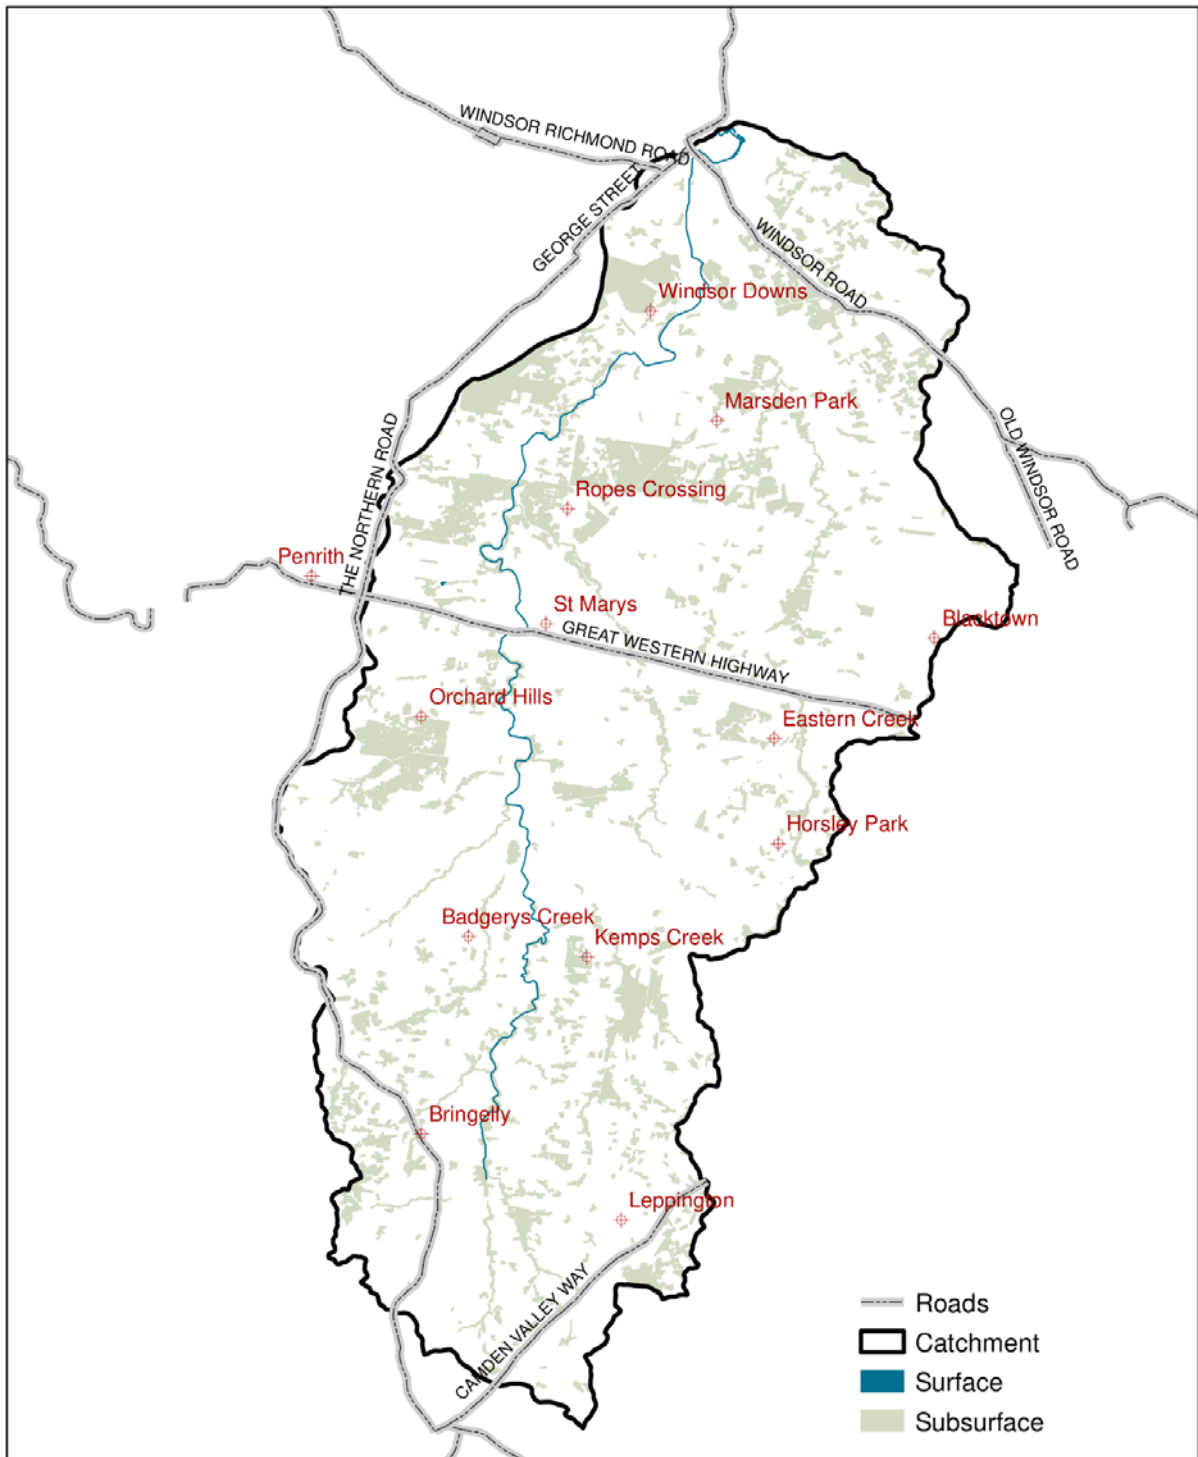 WINDSOR RICHMOND ROAD
GEORGE STREET
WINDSOR ROAD
Windsor Downs
Marsden Park
OLD WINDSOR ROAD
THE NORTHERN ROAD
Ropes Crossing
Penrith
St Marys
GREAT WESTERN HIGHWAY
Blacktown
Orchard Hills
Eastern Creek
Horsley Park
Badgerys Creek
Kemps Creek
Bringelly
Leppington
CAMDEN VALLEY WAY
Roads
Catchment
Surface
Subsurface